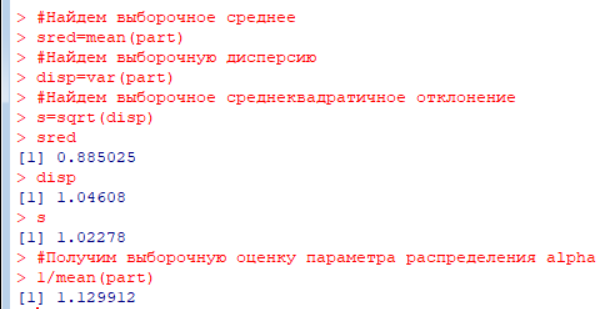 > #Найдем выборочное среднее
> sred=mean(part)
> #Найдем выборочную дисперсию
> disp=var(part)
> #Найдем выборочное среднеквадратичное отклонение
> s=sqrt(disp)
> sred
[1] 0.885025
> disp
[1] 1.04608
> s
[1] 1.02278
> #Получим выборочную оценку параметра распределения alpha
> 1/mean(part)
[1] 1.129912